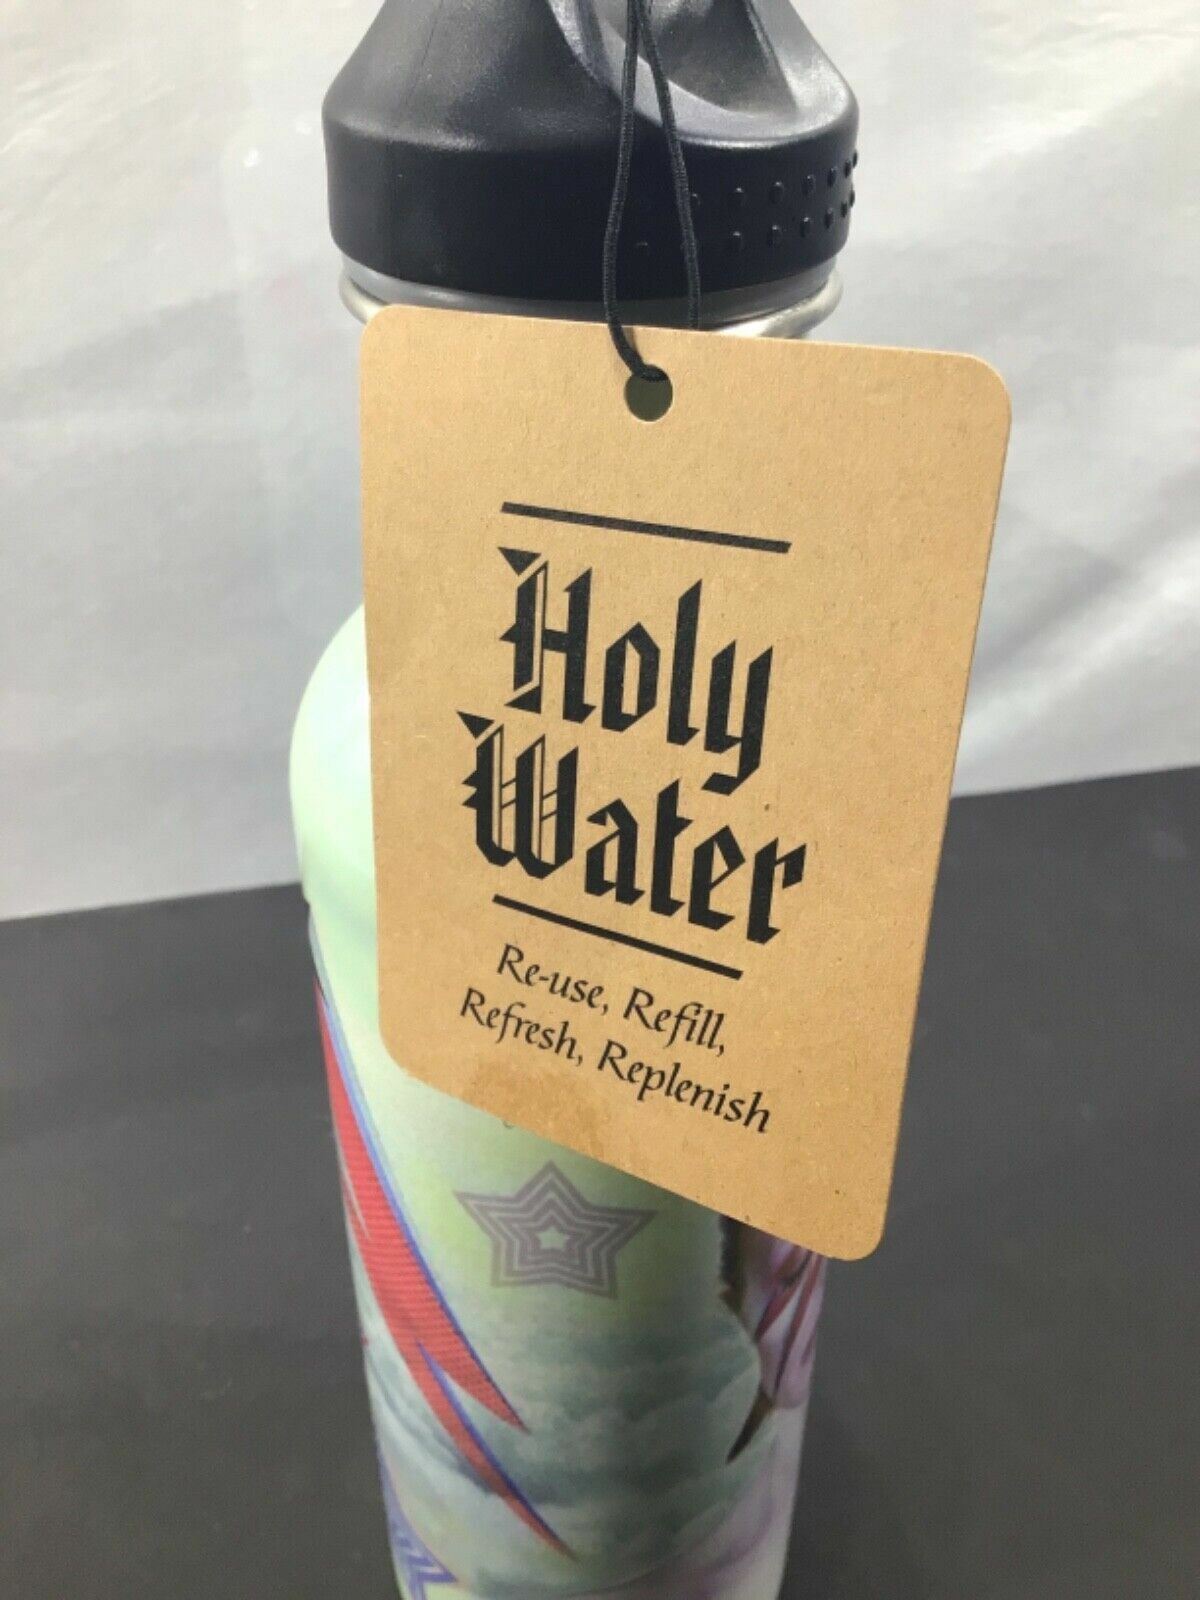 Holy
Water
Re-use, Refill,
Refresh, Replenish